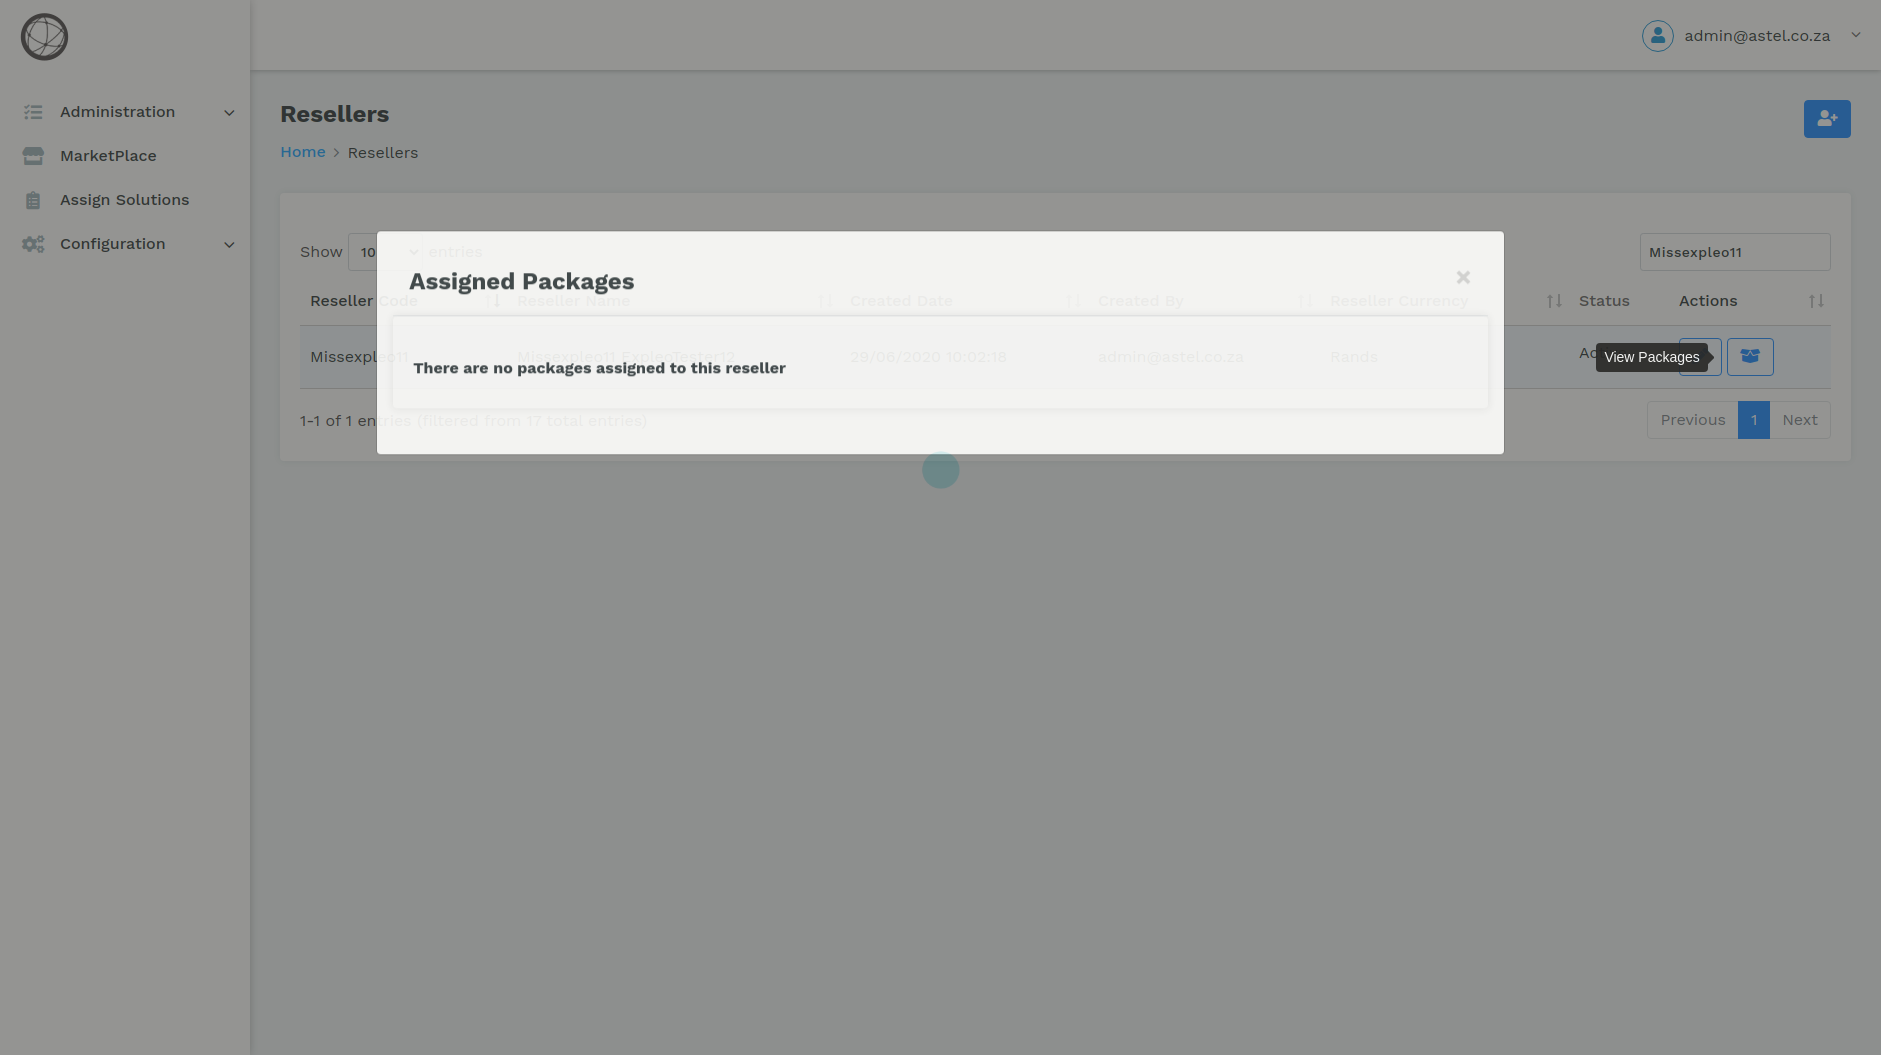 admin@astel.co.za
Administration
MarketPlace
Assign Solutions
Configuration
Resellers
Home > Resellers
Show 10 entries
Missexpleo11
Assigned Packages
×
Reseller Code Reseller Name Created Date Created By Reseller Currency Status Actions
Missexpleo11 Missexpleo11 ExpleoTester12 29/06/2020 10:02:18 admin@astel.co.za Rands Ac
View Packages
There are no packages assigned to this reseller
1-1 of 1 entries (filtered from 17 total entries)
Previous 1 Next